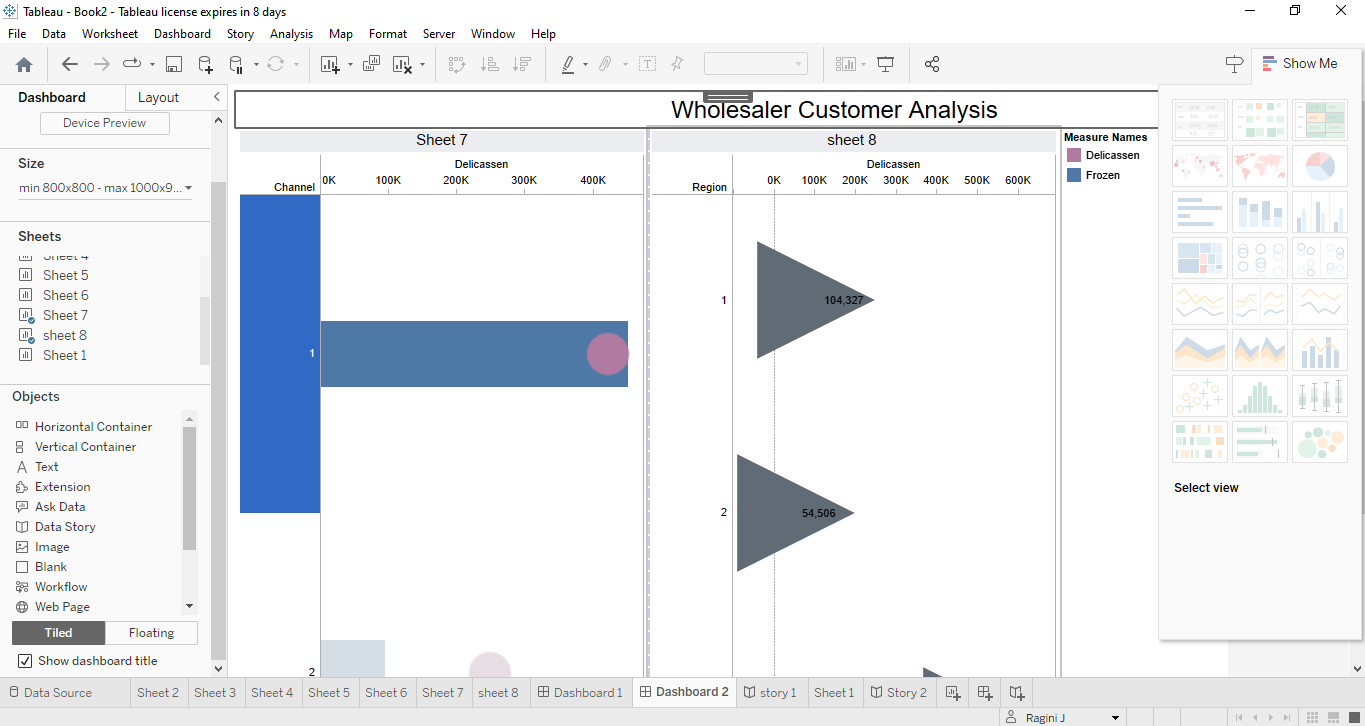 Tableau - Book2 - Tableau license expires in 8 days
File Data Worksheet Dashboard Story Analysis Map Format Server Window Help
Show Me
Dashboard Layout
Device Preview
Size
min 800x800 - max 1000x9...
Sheets
Sheet 4
Sheet 5
Sheet 6
Sheet 7
sheet 8
Sheet 1
Objects
Horizontal Container
Vertical Container
Text
Extension
Ask Data
Data Story
Image
Blank
Workflow
Web Page
Tiled Floating
Show dashboard title
Wholesaler Customer Analysis
Sheet 7
Delicassen
Channel 0K 100K 200K 300K 400K
1
2
sheet 8
Delicassen
Region 0K 100K 200K 300K 400K 500K 600K
1 104,327
2 54,506
Measure Names
Delicassen
Frozen
Select view
Data Source Sheet 2 Sheet 3 Sheet 4 Sheet 5 Sheet 6 Sheet 7 sheet 8 Dashboard 1 Dashboard 2 story 1 Sheet 1 Story 2
Ragini J